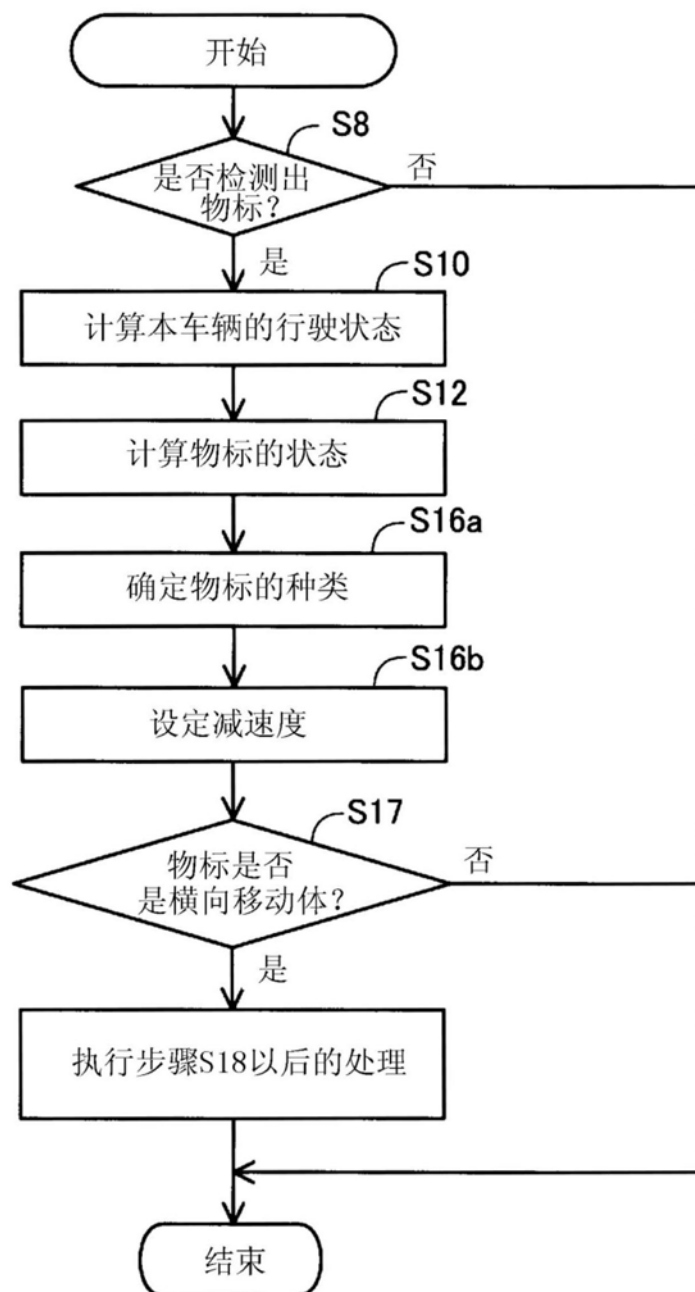 开始
S8
是否检测出
物标?
否
是
S10
计算本车辆的行驶状态
S12
计算物标的状态
S16a
确定物标的种类
S16b
设定减速度
S17
物标是否
是横向移动体?
否
是
执行步骤S18以后的处理
结束